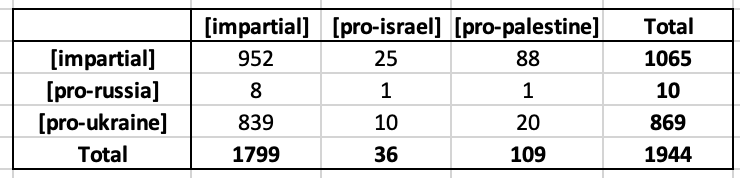 [impartial] [pro-israel] [pro-palestine] Total
[impartial] 952 25 88 1065
[pro-russia] 8 1 1 10
[pro-ukraine] 839 10 20 869
Total 1799 36 109 1944